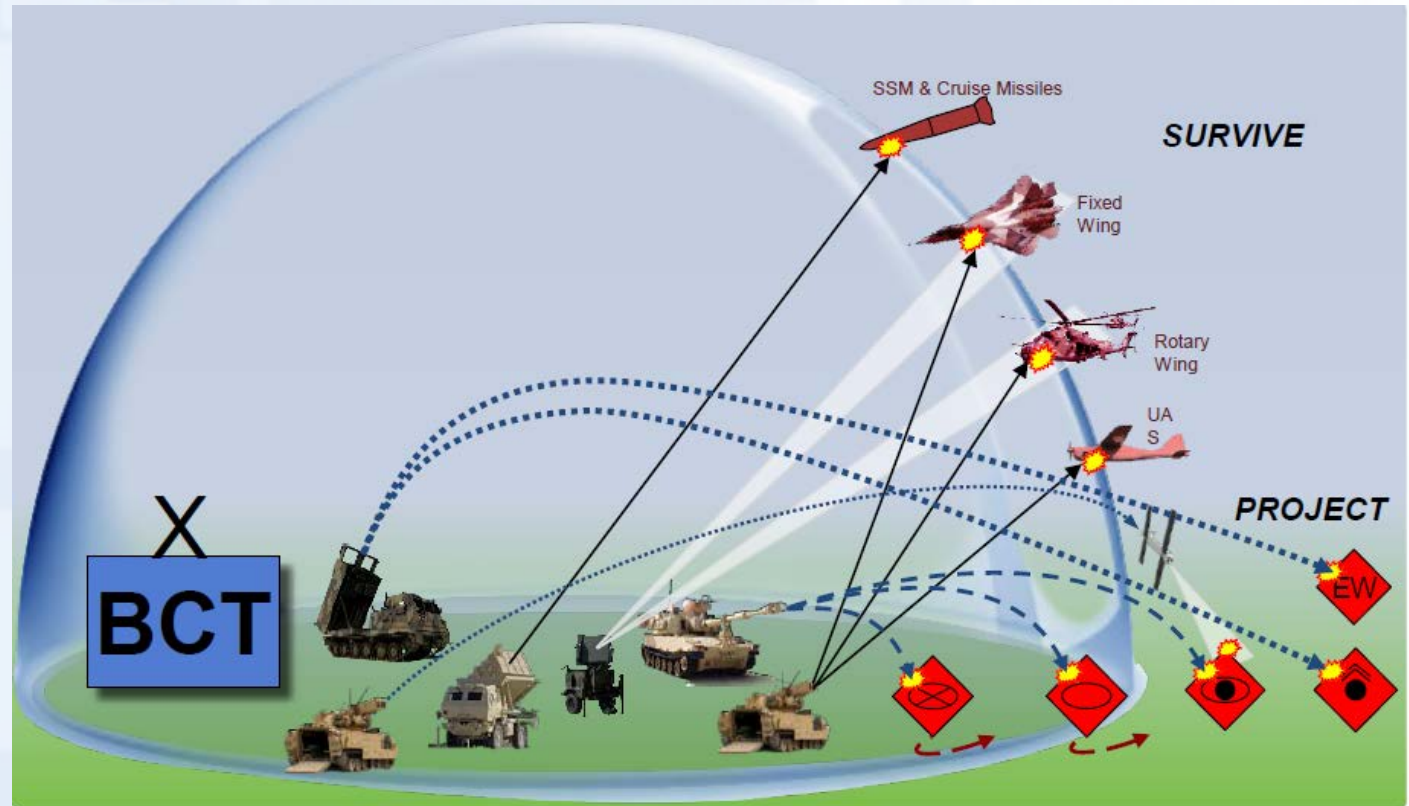 SSM & Cruise Missiles
SURVIVE
Fixed
Wing
Rotary
Wing
UA
S
PROJECT
X
BCT
EW